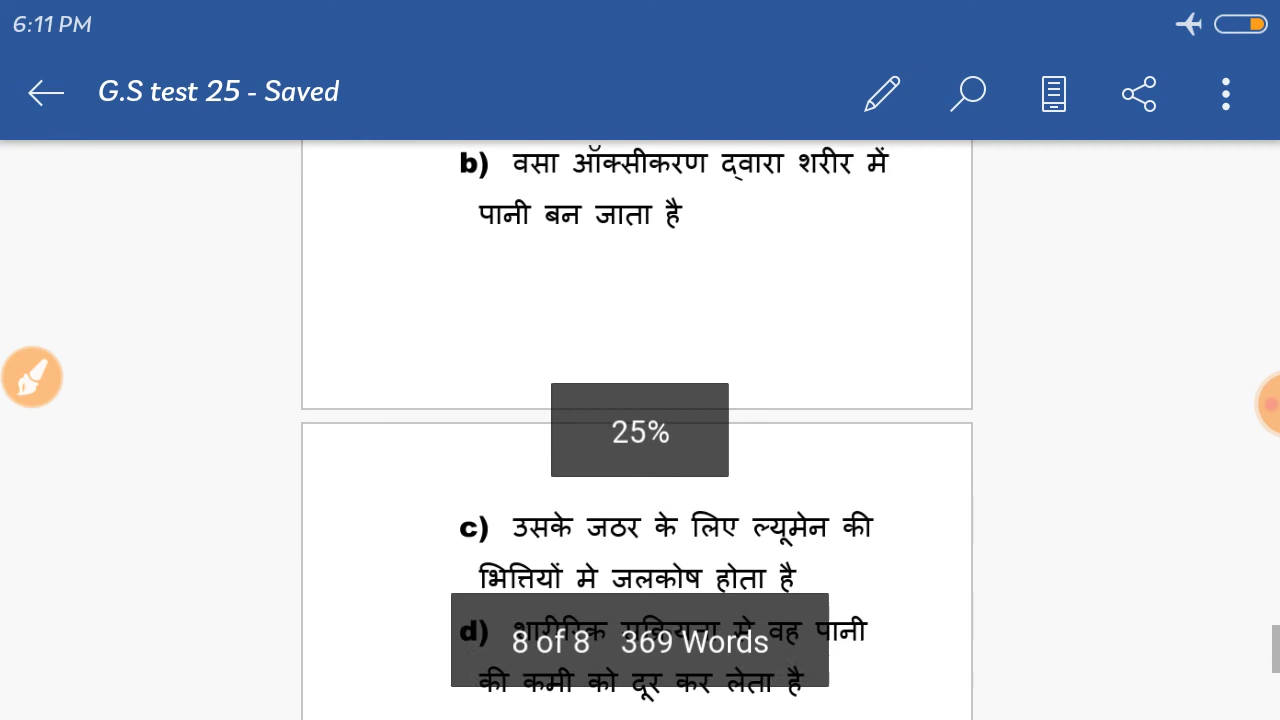 6:11 PM
G.S test 25 - Saved
b) वसा ऑक्सीकरण द्वारा शरीर में
पानी बन जाता है
25%
c) उसके जठर के लिए ल्यूमेन की
भित्तियों मे जलकोष होता है
d) शारीरिक मे वह पानी
8 of 8 369 Words
की कमी को दूर कर लेता है